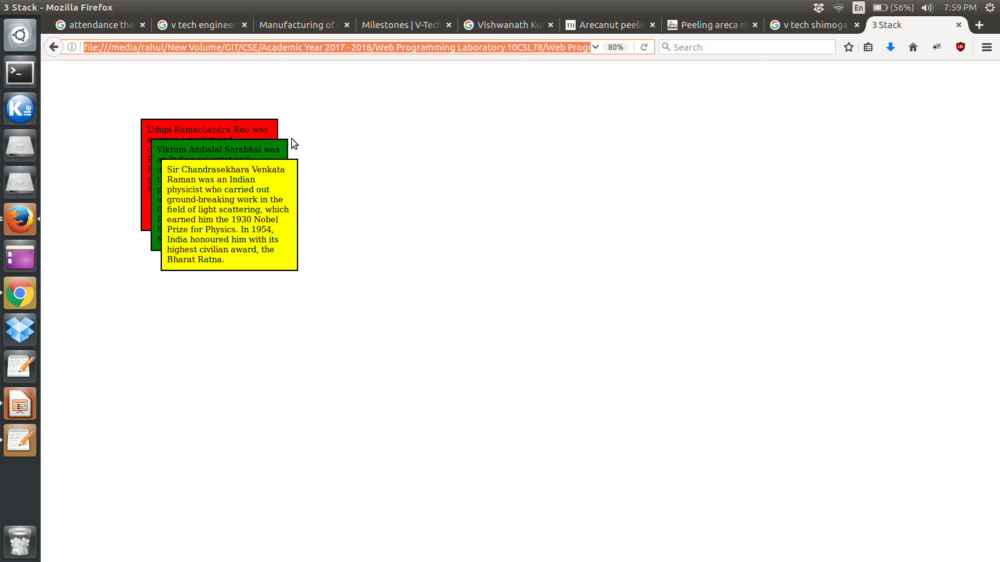 3 Stack - Mozilla Firefox
En (56%) 7:59 PM
attendance the
v tech engineer
Manufacturing of
Milestones | V-Tech
Vishwanath Ku
TH Arecanut peelin
Peeling areca m
v tech shimoga
3 Stack
file:///media/rahul/New Volume/GIT/CSE/Academic Year 2017 - 2018/Web Programming Laboratory 10CSL78/Web Progr
80%
Search
Udupi Ramachandra Rao was
Vikram Ambalal Sarabhai was
Sir Chandrasekhara Venkata
Raman was an Indian
physicist who carried out
ground-breaking work in the
field of light scattering, which
earned him the 1930 Nobel
Prize for Physics. In 1954,
India honoured him with its
highest civilian award, the
Bharat Ratna.